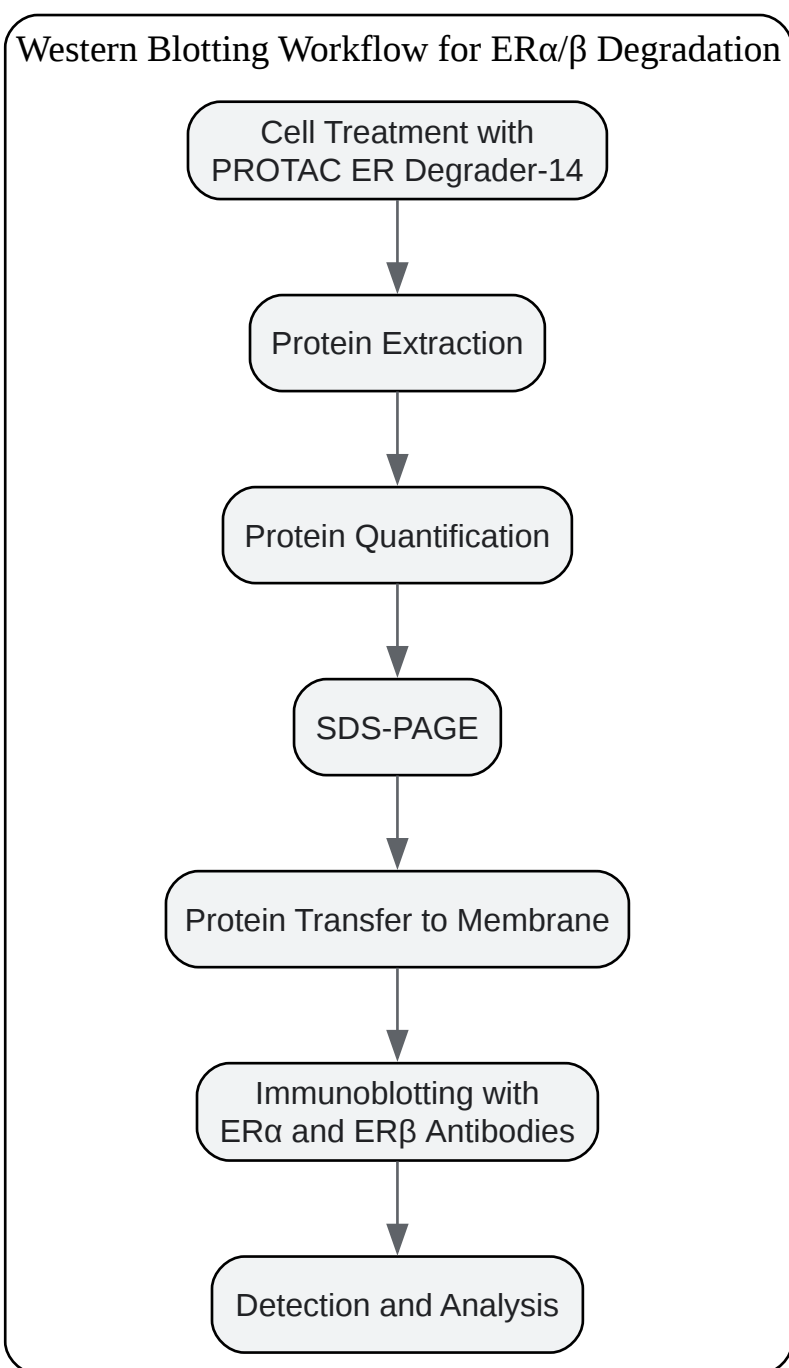 Western Blotting Workflow for ERα/β Degradation
Cell Treatment with
PROTAC ER Degrader-14
Protein Extraction
Protein Quantification
SDS-PAGE
Protein Transfer to Membrane
Immunoblotting with
ERα and ERβ Antibodies
Detection and Analysis